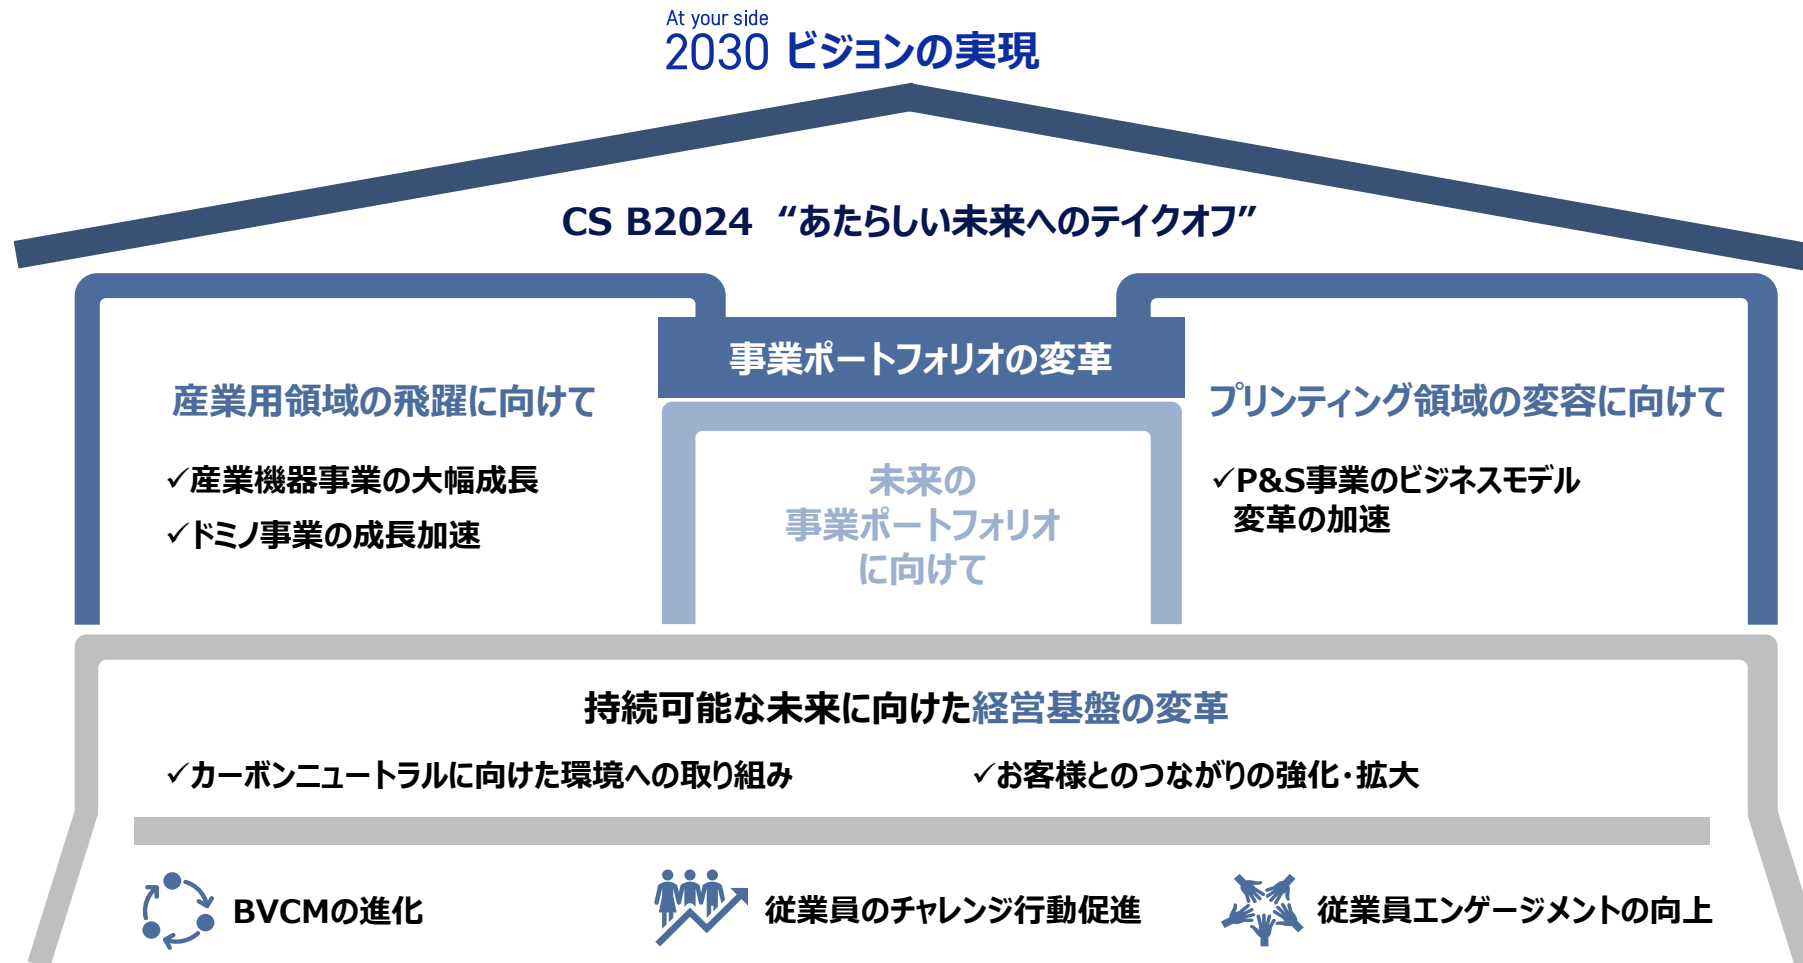 At your side
2030 ビジョンの実現
CS B2024 “あたらしい未来へのテイクオフ”
事業ポートフォリオの変革
産業用領域の飛躍に向けて
✓産業機器事業の大幅成長
✓ドミノ事業の成長加速
未来の
事業ポートフォリオ
に向けて
プリンティング領域の変容に向けて
✓P&S事業のビジネスモデル
変革の加速
持続可能な未来に向けた経営基盤の変革
✓カーボンニュートラルに向けた環境への取り組み
✓お客様とのつながりの強化・拡大
BVCMの進化
従業員のチャレンジ行動促進
従業員エンゲージメントの向上